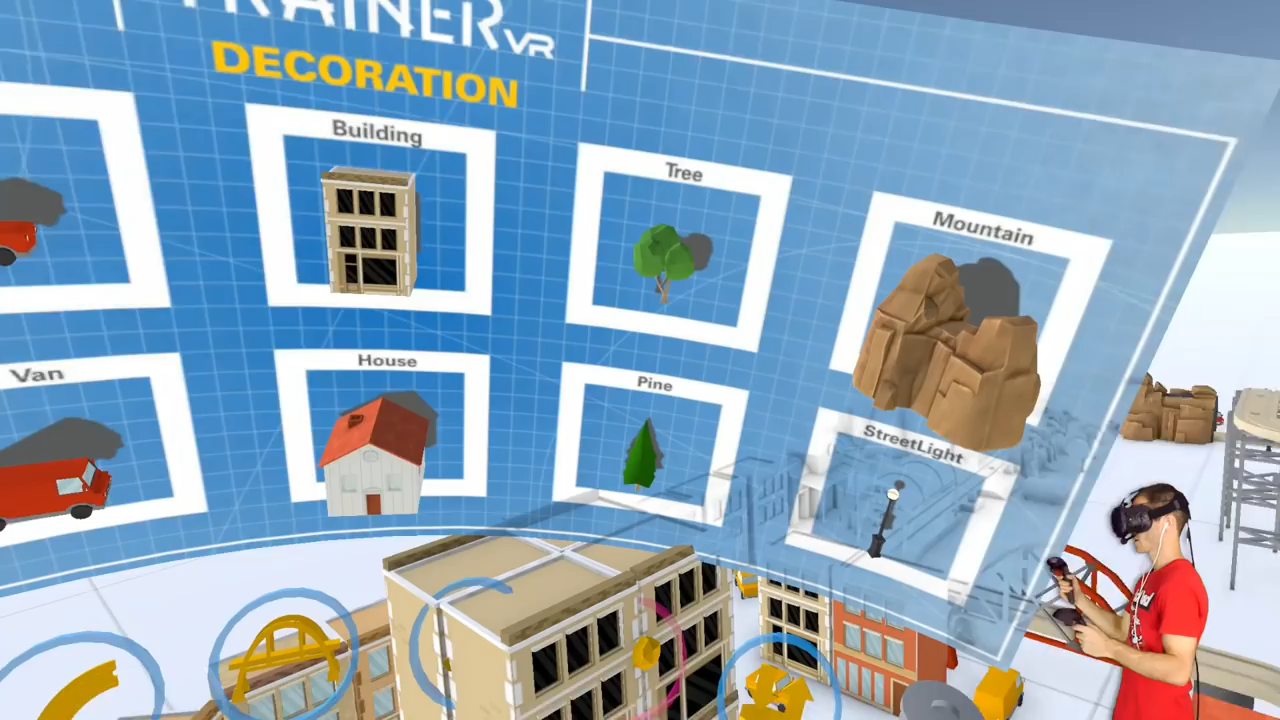 TRAINER VR
DECORATION
Building
Tree
Mountain
Van
House
Pine
StreetLight